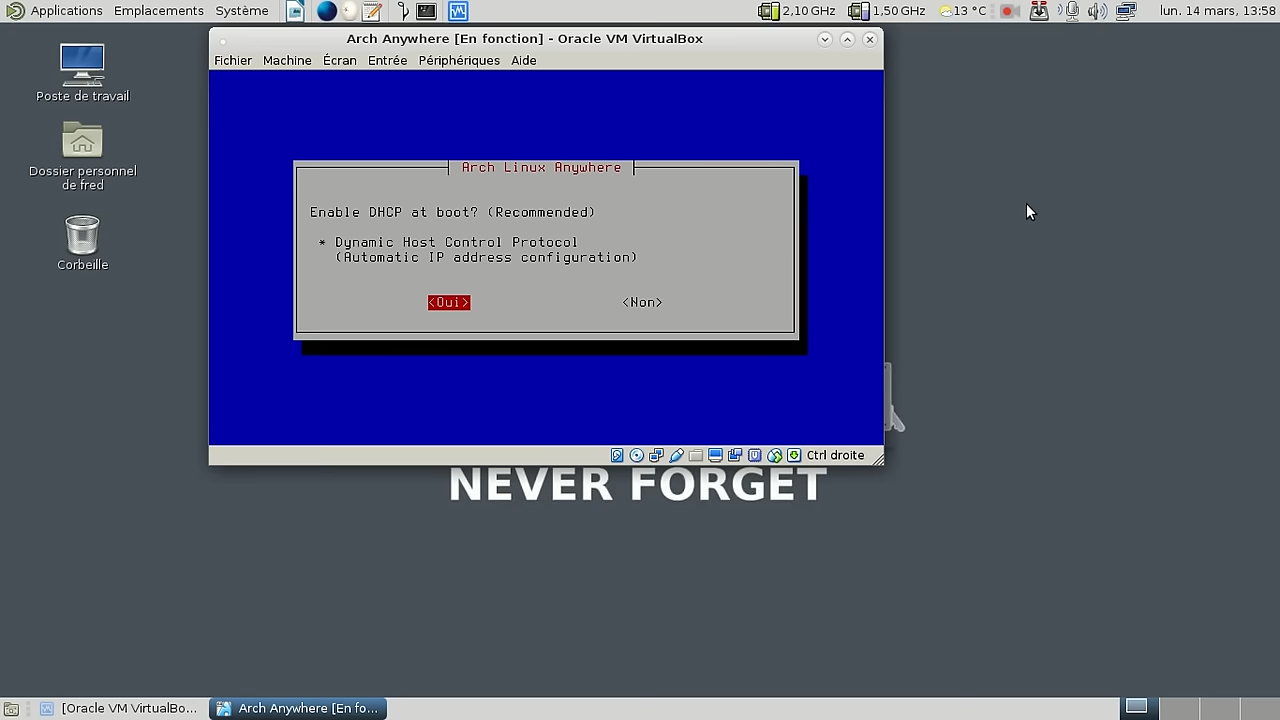 Applications Emplacements Système 2,10 GHz 1,50 GHz 13 °C lun. 14 mars, 13:58
Arch Anywhere [En fonction] - Oracle VM VirtualBox
Fichier Machine Écran Entrée Périphériques Aide
Poste de travail
Dossier personnel
de fred
Corbeille
Arch Linux Anywhere
Enable DHCP at boot? (Recommended)
* Dynamic Host Control Protocol
(Automatic IP address configuration)
<Oui> <Non>
Ctrl droite
NEVER FORGET
[Oracle VM VirtualBo... Arch Anywhere [En fo...